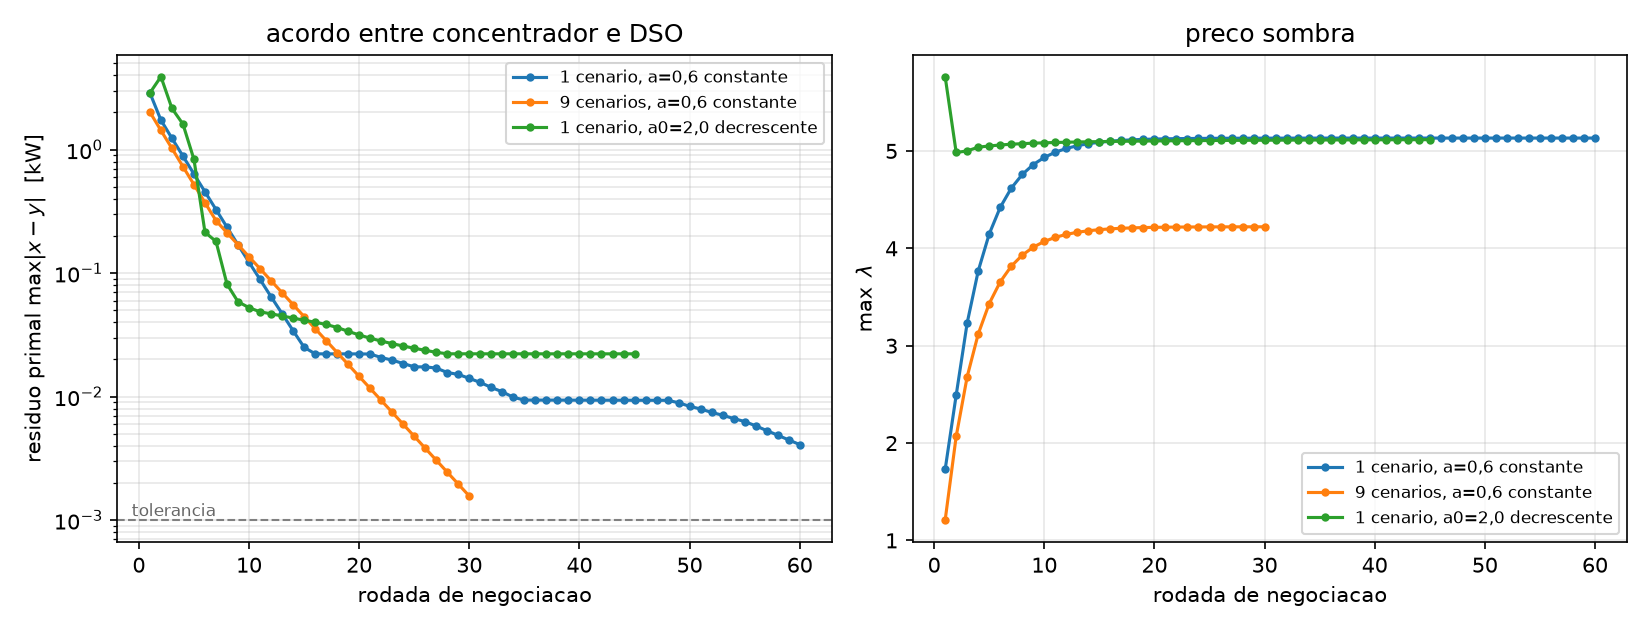 acordo entre concentrador e DSO
residuo primal max|x − y| [kW]
10⁰
10⁻¹
10⁻²
10⁻³
1 cenario, a=0,6 constante
9 cenarios, a=0,6 constante
1 cenario, a0=2,0 decrescente
tolerancia
0 10 20 30 40 50 60
rodada de negociacao
preco sombra
max λ
5
4
3
2
1
1 cenario, a=0,6 constante
9 cenarios, a=0,6 constante
1 cenario, a0=2,0 decrescente
0 10 20 30 40 50 60
rodada de negociacao